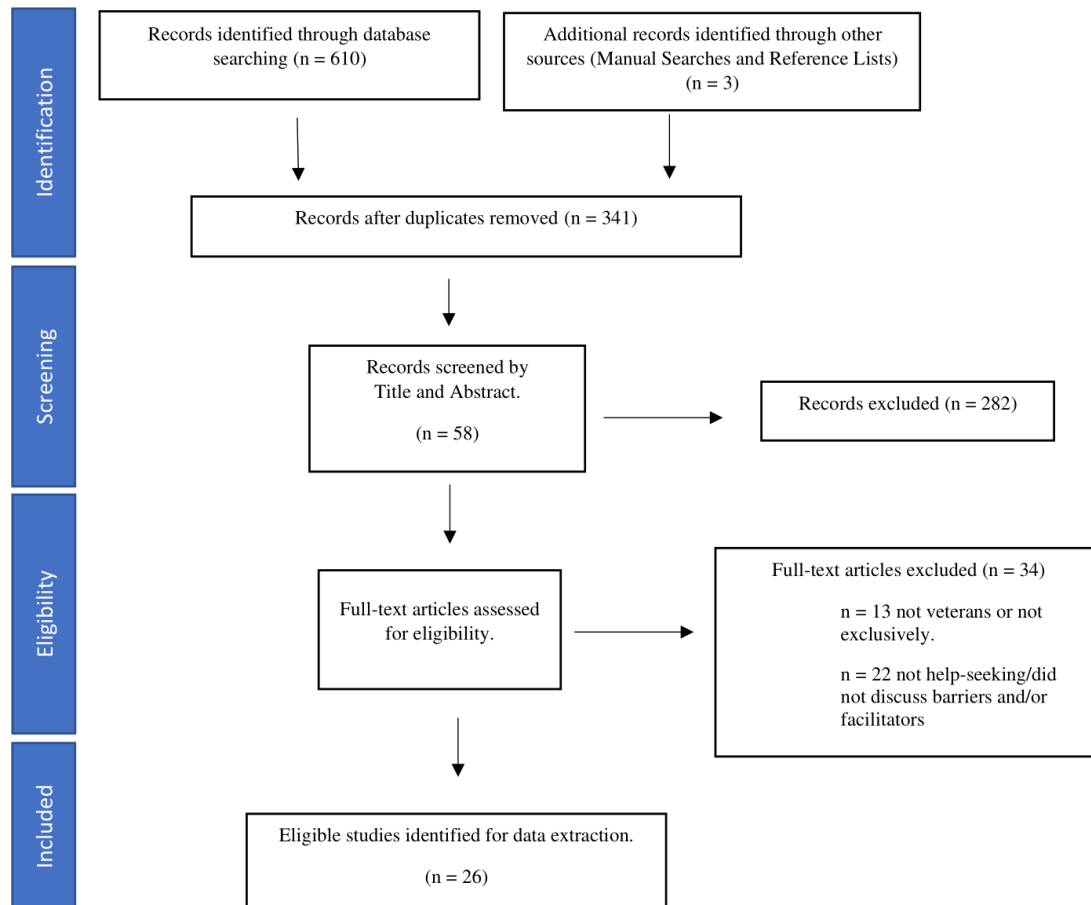 Identification
Records identified through database
searching (n = 610)
Additional records identified through other
sources (Manual Searches and Reference Lists)
(n = 3)
Records after duplicates removed (n = 341)
Screening
Records screened by
Title and Abstract.
(n = 58)
Records excluded (n = 282)
Eligibility
Full-text articles assessed
for eligibility.
Full-text articles excluded (n = 34)
n = 13 not veterans or not
exclusively.
n = 22 not help-seeking/did
not discuss barriers and/or
facilitators
Included
Eligible studies identified for data extraction.
(n = 26)